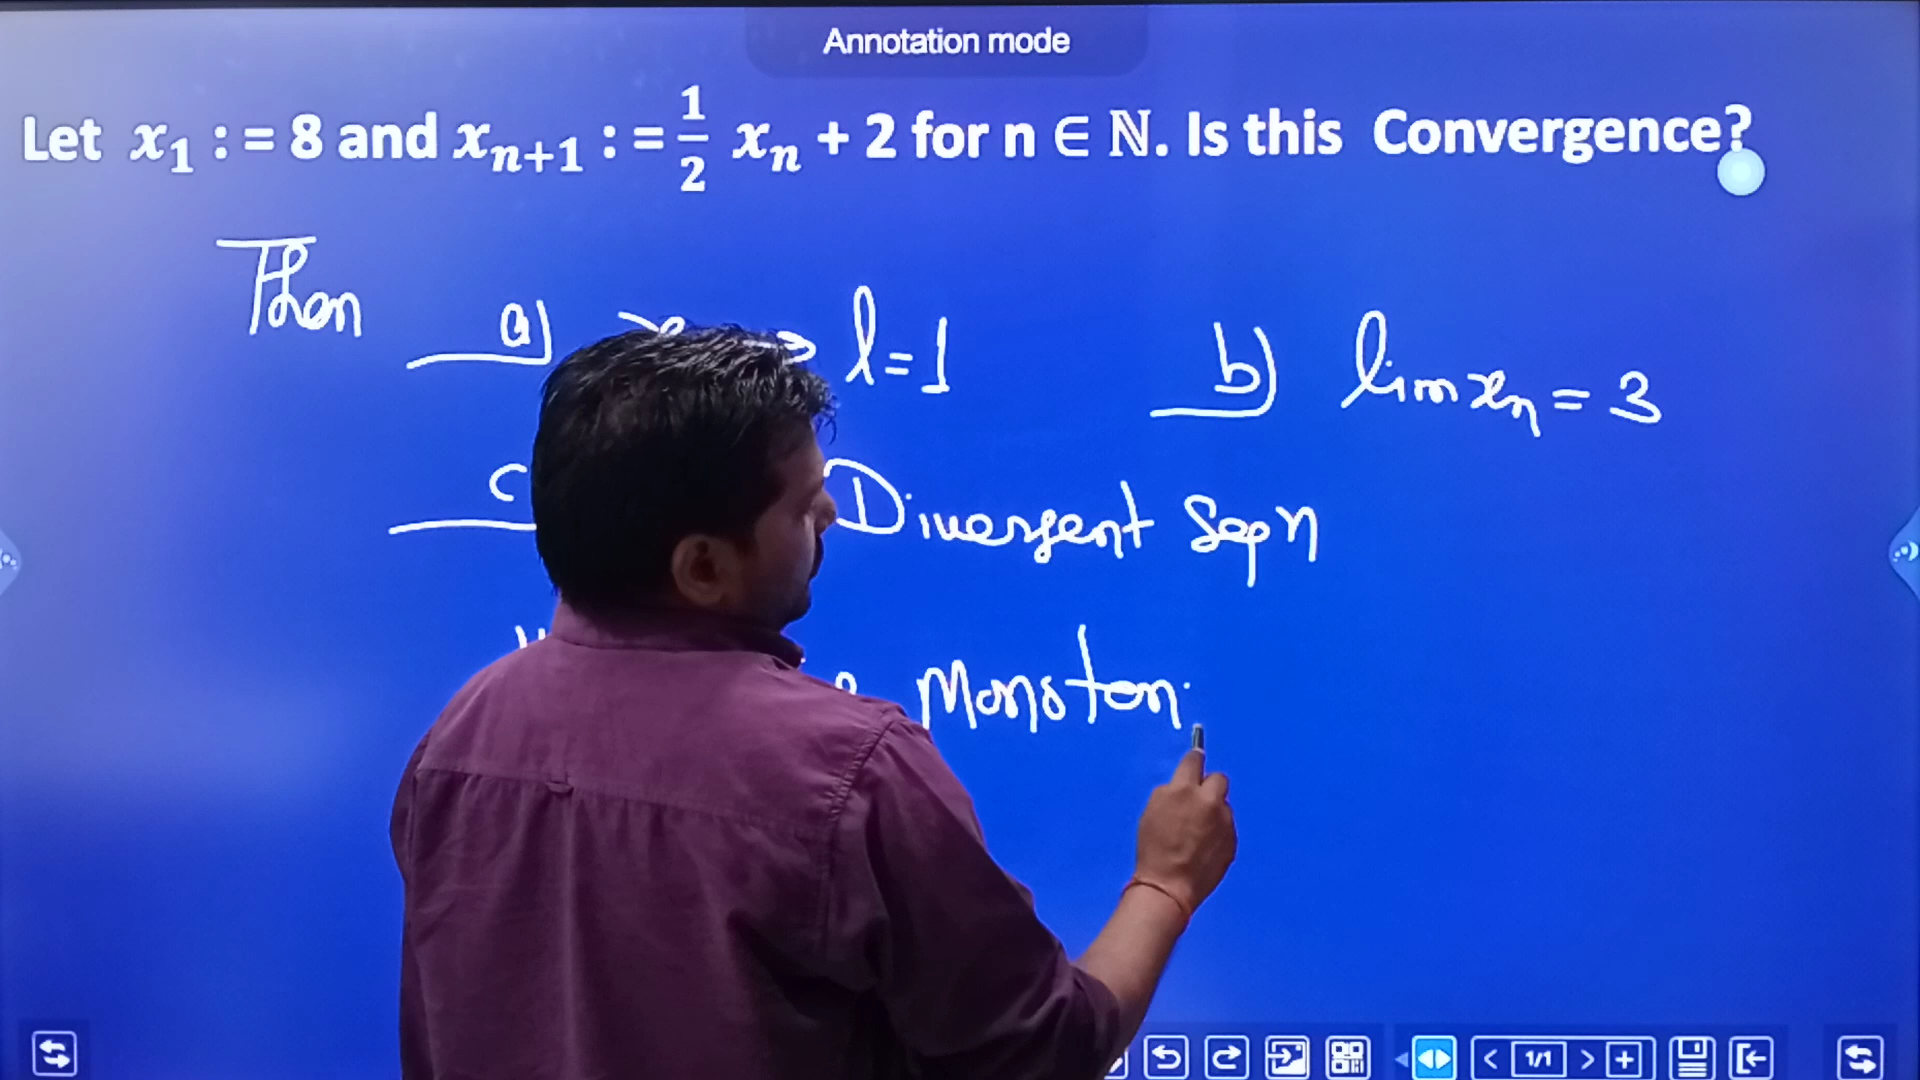 Annotation mode
Let x₁ := 8 and xₙ₊₁ := 1/2 xₙ + 2 for n ∈ ℕ. Is this Convergence?
Then
a) l=1 b) lim xₙ = 3
c Divergent Seqn
Monoton
1/1